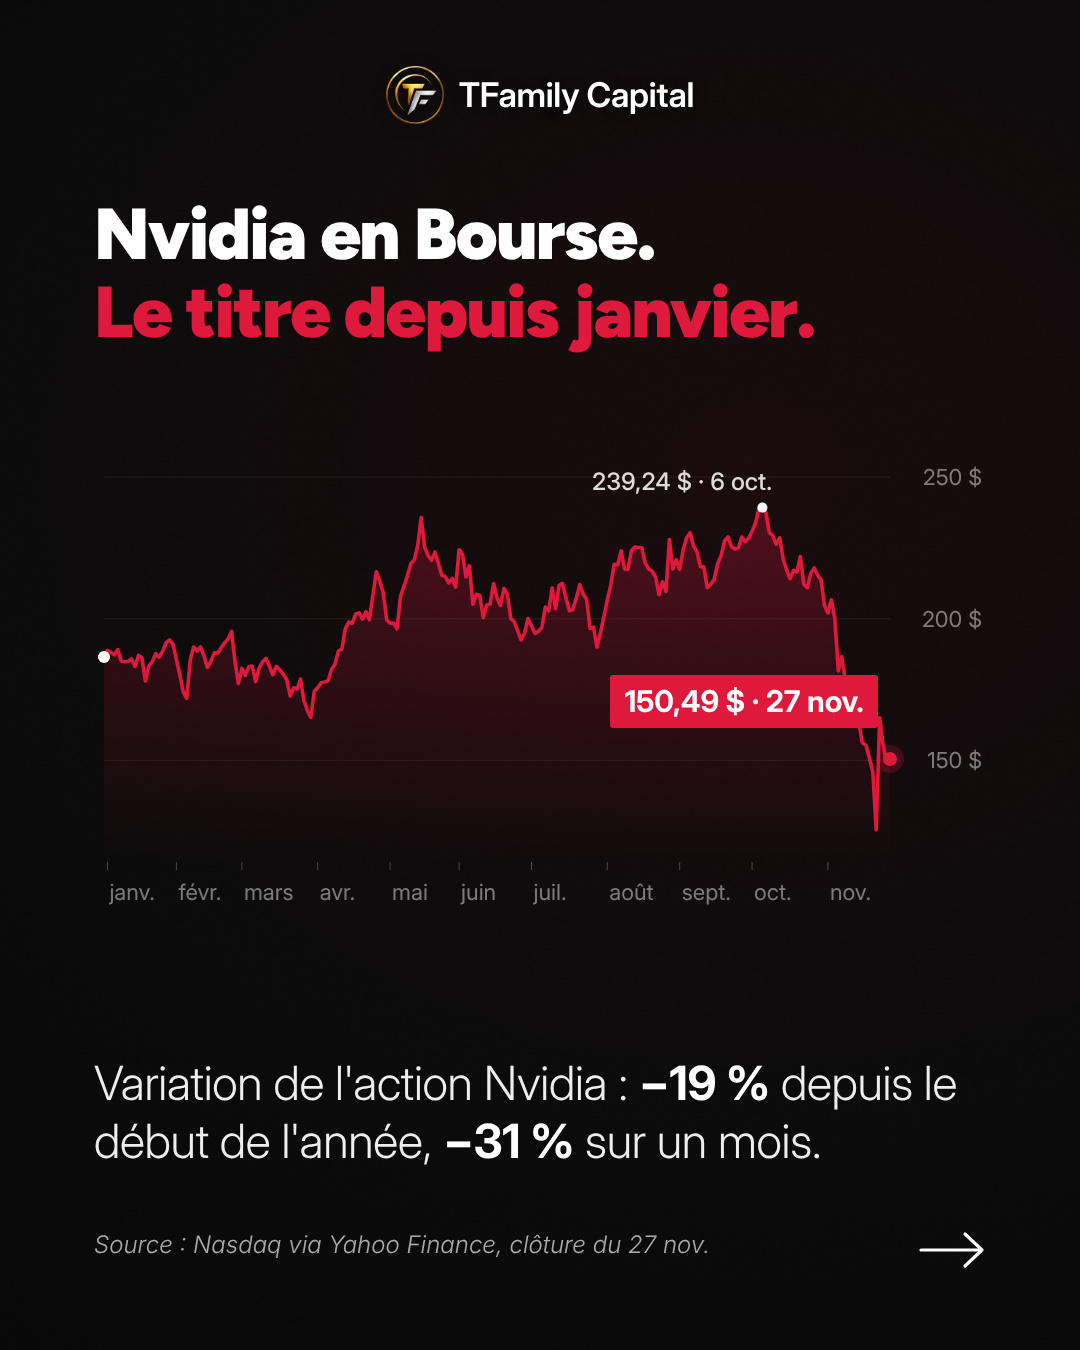 TF TFamily Capital
Nvidia en Bourse.
Le titre depuis janvier.
239,24 $ · 6 oct.
250 $
200 $
150,49 $ · 27 nov.
150 $
janv. févr. mars avr. mai juin juil. août sept. oct. nov.
Variation de l'action Nvidia : −19 % depuis le
début de l'année, −31 % sur un mois.
Source : Nasdaq via Yahoo Finance, clôture du 27 nov.